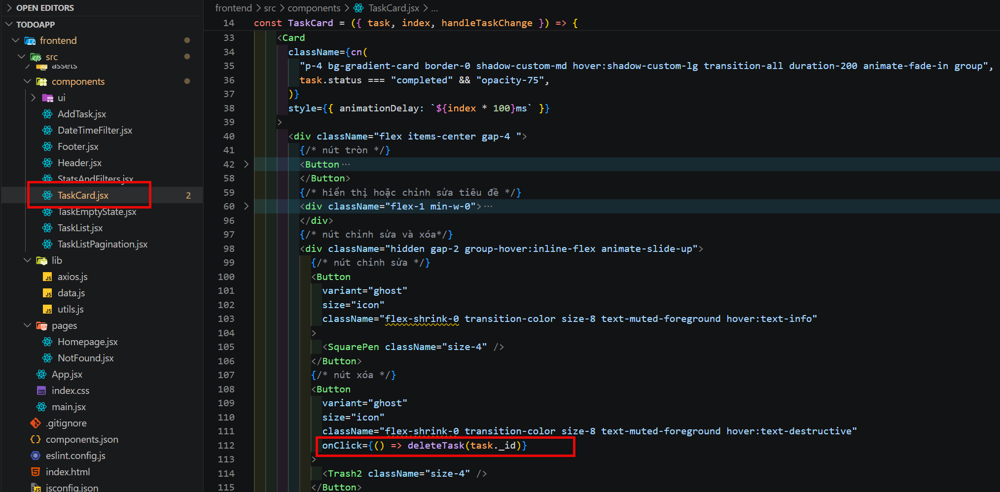 OPEN EDITORS
TODOAPP
frontend
src
assets
components
ui
AddTask.jsx
DateTimeFilter.jsx
Footer.jsx
Header.jsx
StatsAndFilters.jsx
TaskCard.jsx 2
TaskEmptyState.jsx
TaskList.jsx
TaskListPagination.jsx
lib
JS axios.js
JS data.js
JS utils.js
pages
Homepage.jsx
NotFound.jsx
App.jsx
CSS index.css
main.jsx
.gitignore
{} components.json
eslint.config.js
index.html
JS jsconfig.json
frontend > src > components > TaskCard.jsx > ...
14 const TaskCard = ({ task, index, handleTaskChange }) => {
33 <Card
34 className={cn(
35 "p-4 bg-gradient-card border-0 shadow-custom-md hover:shadow-custom-lg transition-all duration-200 animate-fade-in group",
36 task.status === "completed" && "opacity-75",
37 )}
38 style={{ animationDelay: `${index * 100}ms` }}
39 >
40 <div className="flex items-center gap-4 ">
41 {/* nút tròn */}
42 <Button ···
58 </Button>
59 {/* hiển thị hoặc chỉnh sửa tiêu đề */}
60 <div className="flex-1 min-w-0"> ···
96 </div>
97 {/* nút chỉnh sửa và xóa*/}
98 <div className="hidden gap-2 group-hover:inline-flex animate-slide-up">
99 {/* nút chỉnh sửa */}
100 <Button
101 variant="ghost"
102 size="icon"
103 className="flex-shrink-0 transition-color size-8 text-muted-foreground hover:text-info"
104 >
105 <SquarePen className="size-4" />
106 </Button>
107 {/* nút xóa */}
108 <Button
109 variant="ghost"
110 size="icon"
111 className="flex-shrink-0 transition-color size-8 text-muted-foreground hover:text-destructive"
112 onClick={() => deleteTask(task._id)}
113 >
114 <Trash2 className="size-4" />
115 </Button>